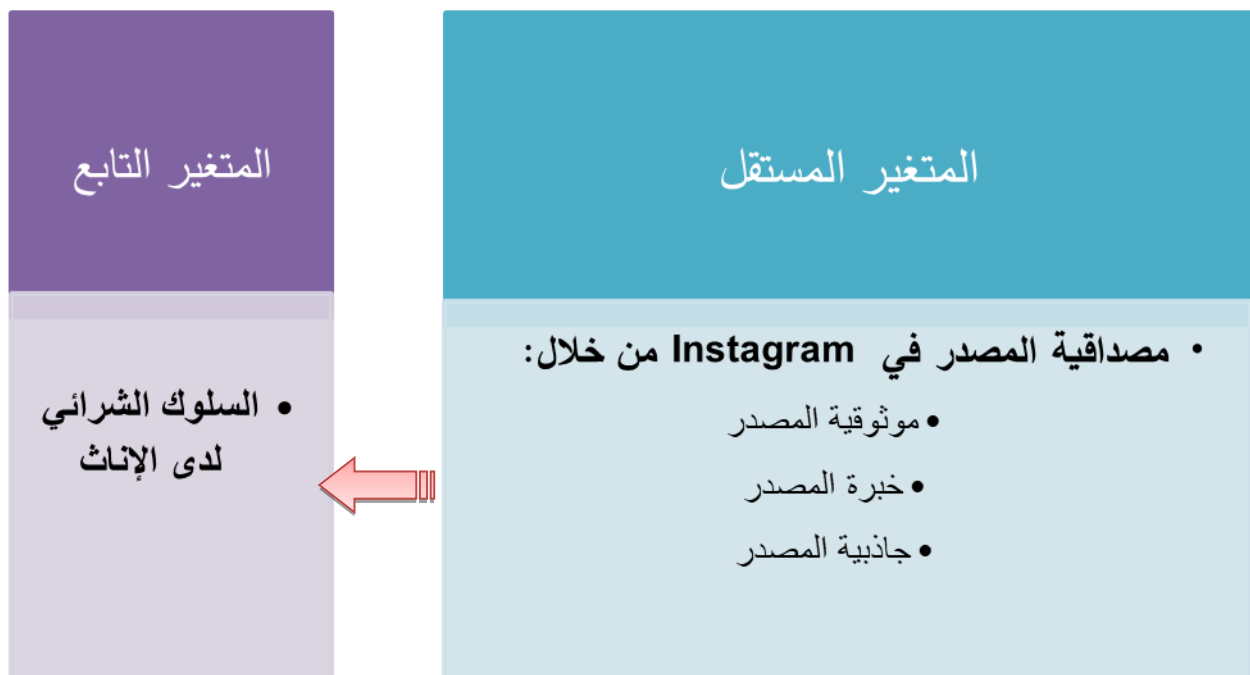 المتغير المستقل
• مصداقية المصدر في Instagram من خلال:
• موثوقية المصدر
• خبرة المصدر
• جاذبية المصدر
المتغير التابع
• السلوك الشرائي
لدى الإناث